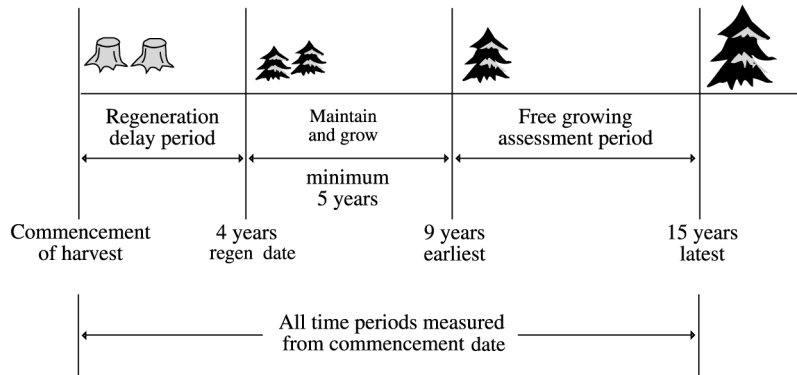 Regeneration
delay period
Maintain
and grow
Free growing
assessment period
minimum
5 years
Commencement
of harvest
4 years
regen date
9 years
earliest
15 years
latest
All time periods measured
from commencement date